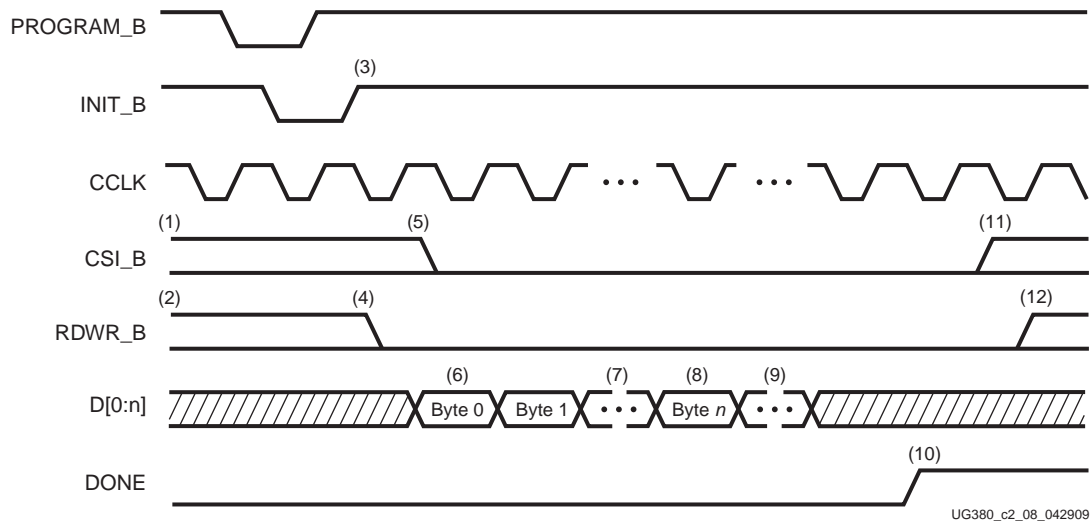 PROGRAM_B
(3)
INIT_B
CCLK
(1) (5) (11)
CSI_B
(2) (4) (12)
RDWR_B
(6) (7) (8) (9)
D[0:n] Byte 0 Byte 1 • • • Byte n • • •
(10)
DONE
UG380_c2_08_042909